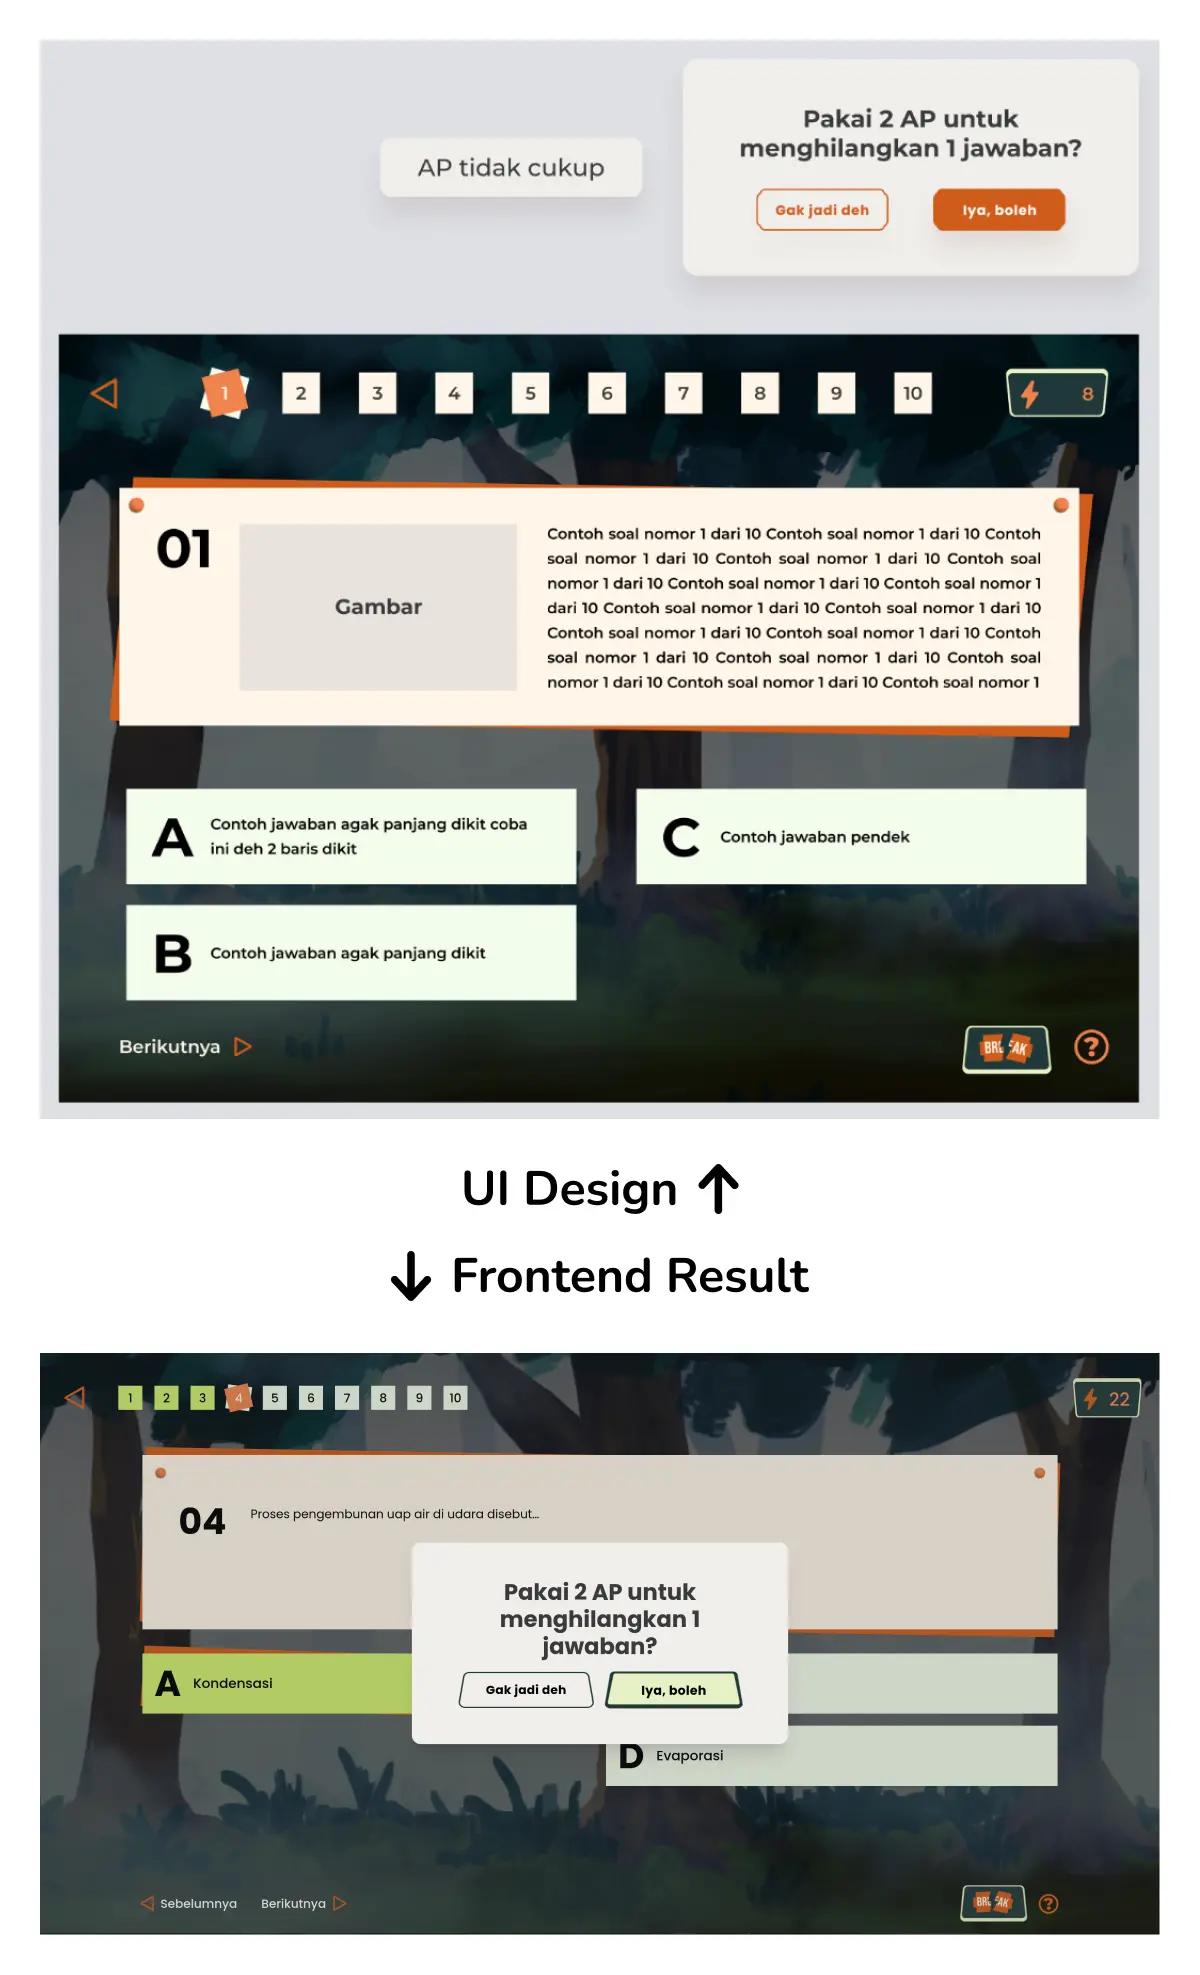 Pakai 2 AP untuk
menghilangkan 1 jawaban?
AP tidak cukup
Gak jadi deh
Iya, boleh
1 2 3 4 5 6 7 8 9 10
8
01
Gambar
Contoh soal nomor 1 dari 10 Contoh soal nomor 1 dari 10 Contoh
soal nomor 1 dari 10 Contoh soal nomor 1 dari 10 Contoh soal
nomor 1 dari 10 Contoh soal nomor 1 dari 10 Contoh soal nomor 1
dari 10 Contoh soal nomor 1 dari 10 Contoh soal nomor 1 dari 10
Contoh soal nomor 1 dari 10 Contoh soal nomor 1 dari 10 Contoh
soal nomor 1 dari 10 Contoh soal nomor 1 dari 10 Contoh soal
nomor 1 dari 10 Contoh soal nomor 1 dari 10 Contoh soal nomor 1
A
Contoh jawaban agak panjang dikit coba
ini deh 2 baris dikit
C
Contoh jawaban pendek
B
Contoh jawaban agak panjang dikit
Berikutnya
BREAK
?
UI Design ↑
↓ Frontend Result
1 2 3 4 5 6 7 8 9 10
22
04
Proses pengembunan uap air di udara disebut...
Pakai 2 AP untuk
menghilangkan 1
jawaban?
Gak jadi deh
Iya, boleh
A
Kondensasi
D
Evaporasi
Sebelumnya
Berikutnya
BREAK
?